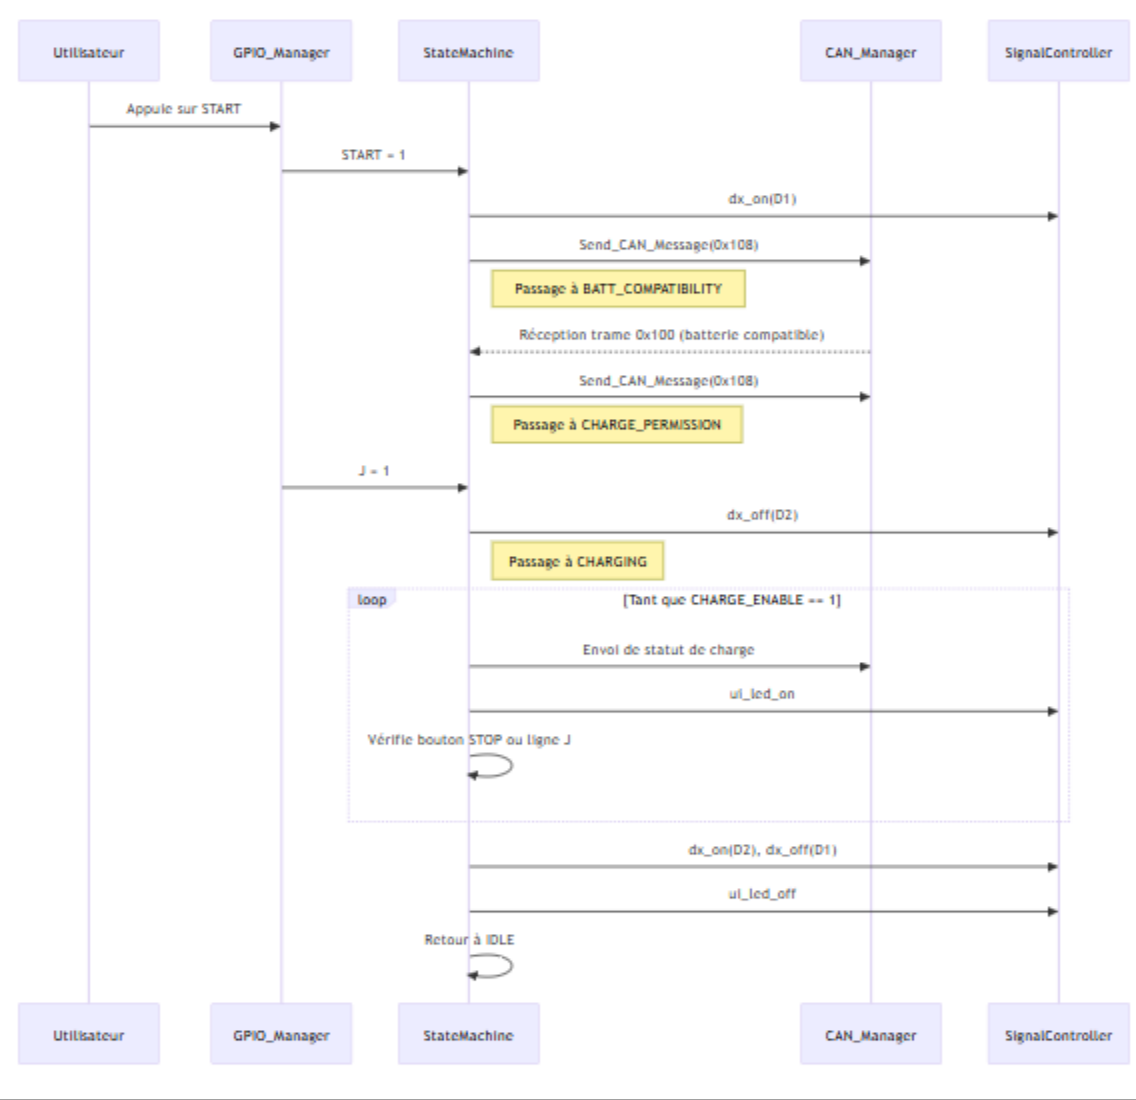 Utilisateur
GPIO_Manager
StateMachine
CAN_Manager
SignalController
Appuie sur START
START = 1
dx_on(D1)
Send_CAN_Message(0x108)
Passage à BATT_COMPATIBILITY
Réception trame 0x100 (batterie compatible)
Send_CAN_Message(0x108)
Passage à CHARGE_PERMISSION
J = 1
dx_off(D2)
Passage à CHARGING
loop
[Tant que CHARGE_ENABLE == 1]
Envoi de statut de charge
ui_led_on
Vérifie bouton STOP ou ligne J
dx_on(D2), dx_off(D1)
ui_led_off
Retour à IDLE
Utilisateur
GPIO_Manager
StateMachine
CAN_Manager
SignalController